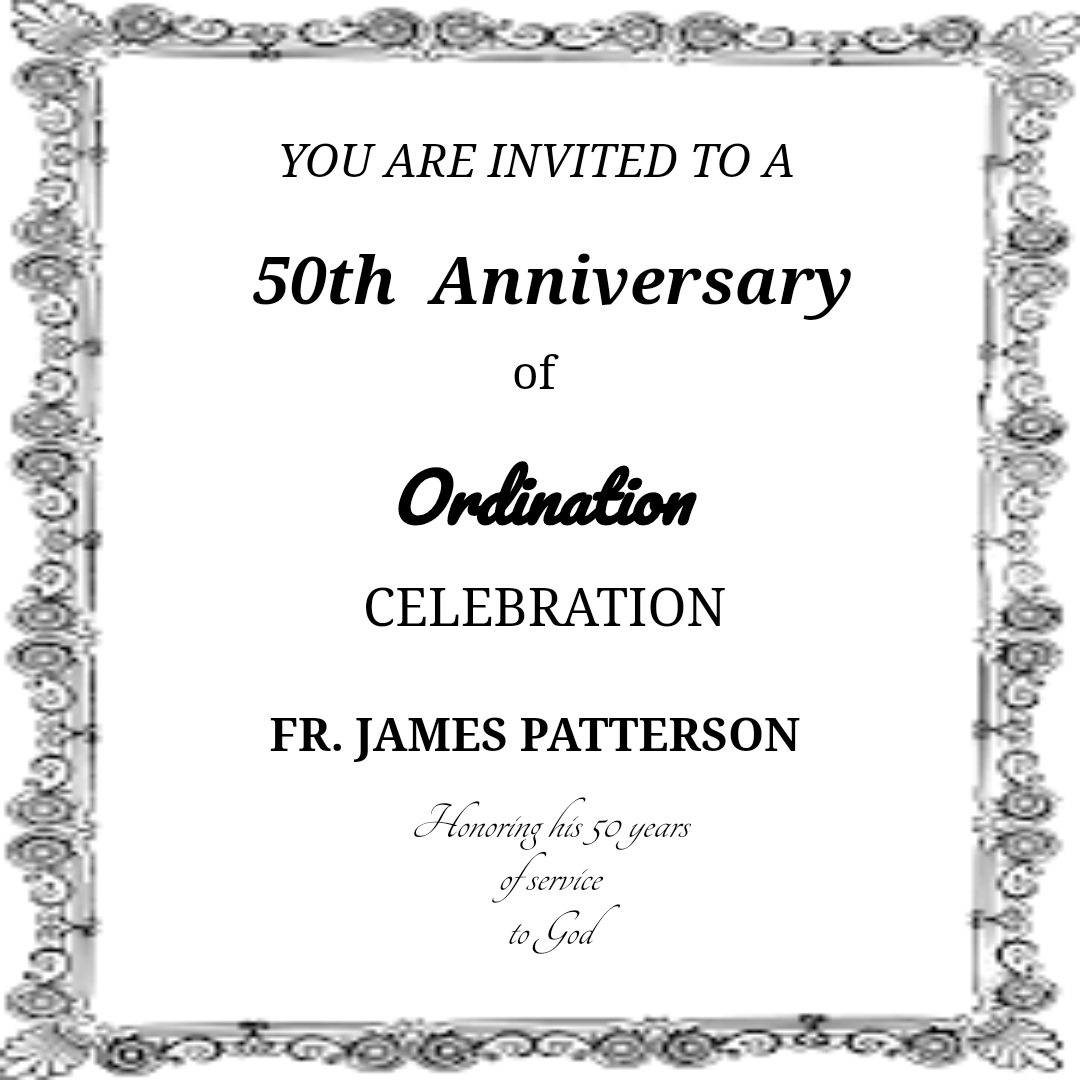 YOU ARE INVITED TO A
50th Anniversary
of
Ordination
CELEBRATION
FR. JAMES PATTERSON
Honoring his 50 years
of service
to God